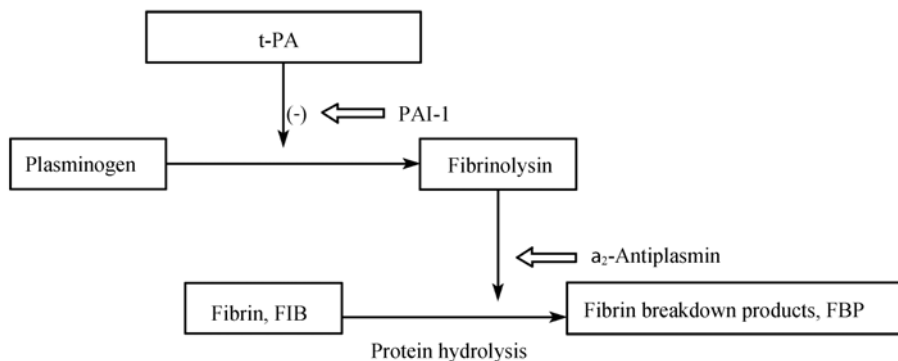 t-PA
(-)
PAI-1
Plasminogen
Fibrinolysin
a₂-Antiplasmin
Fibrin, FIB
Fibrin breakdown products, FBP
Protein hydrolysis